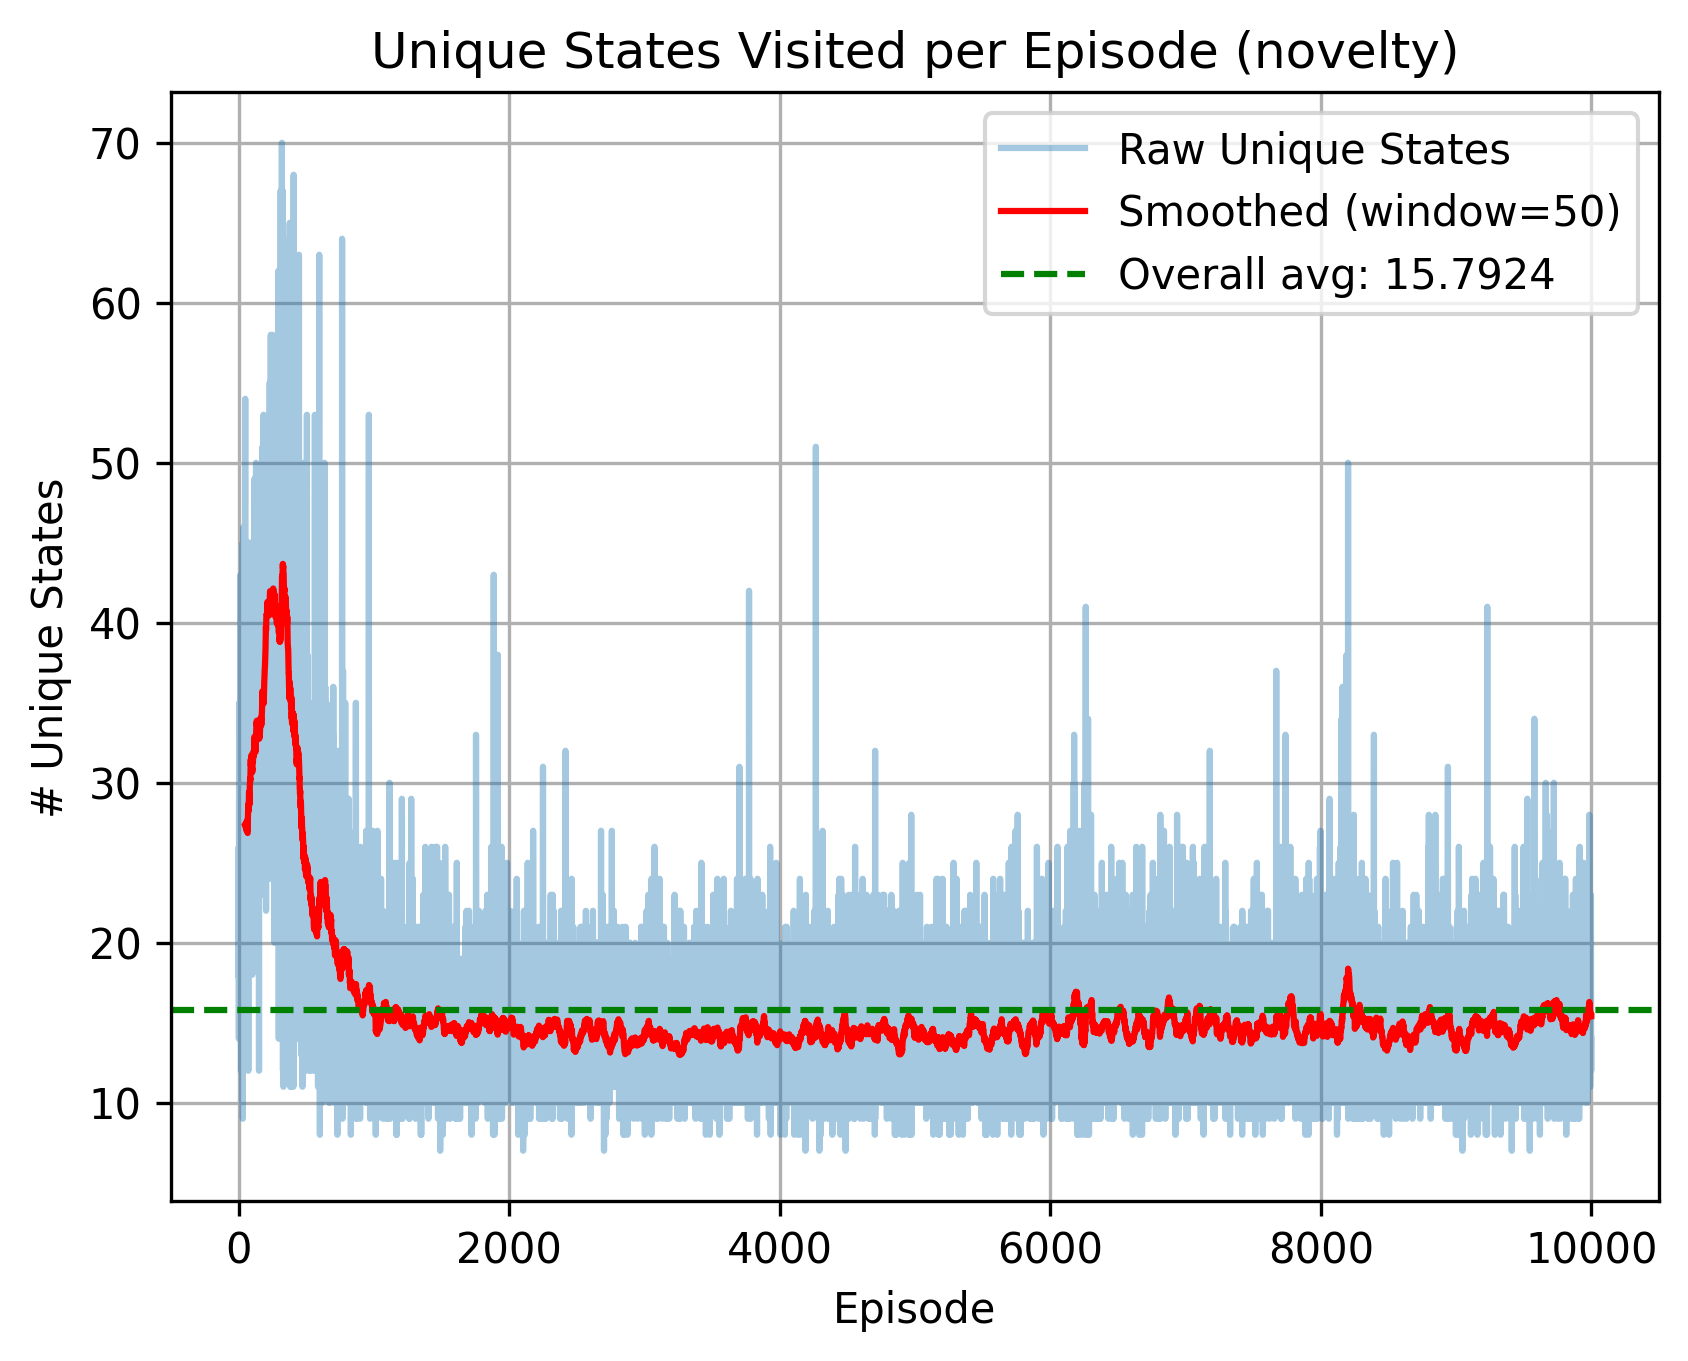 Unique States Visited per Episode (novelty)
Raw Unique States
Smoothed (window=50)
Overall avg: 15.7924
# Unique States
70
60
50
40
30
20
10
0 2000 4000 6000 8000 10000
Episode